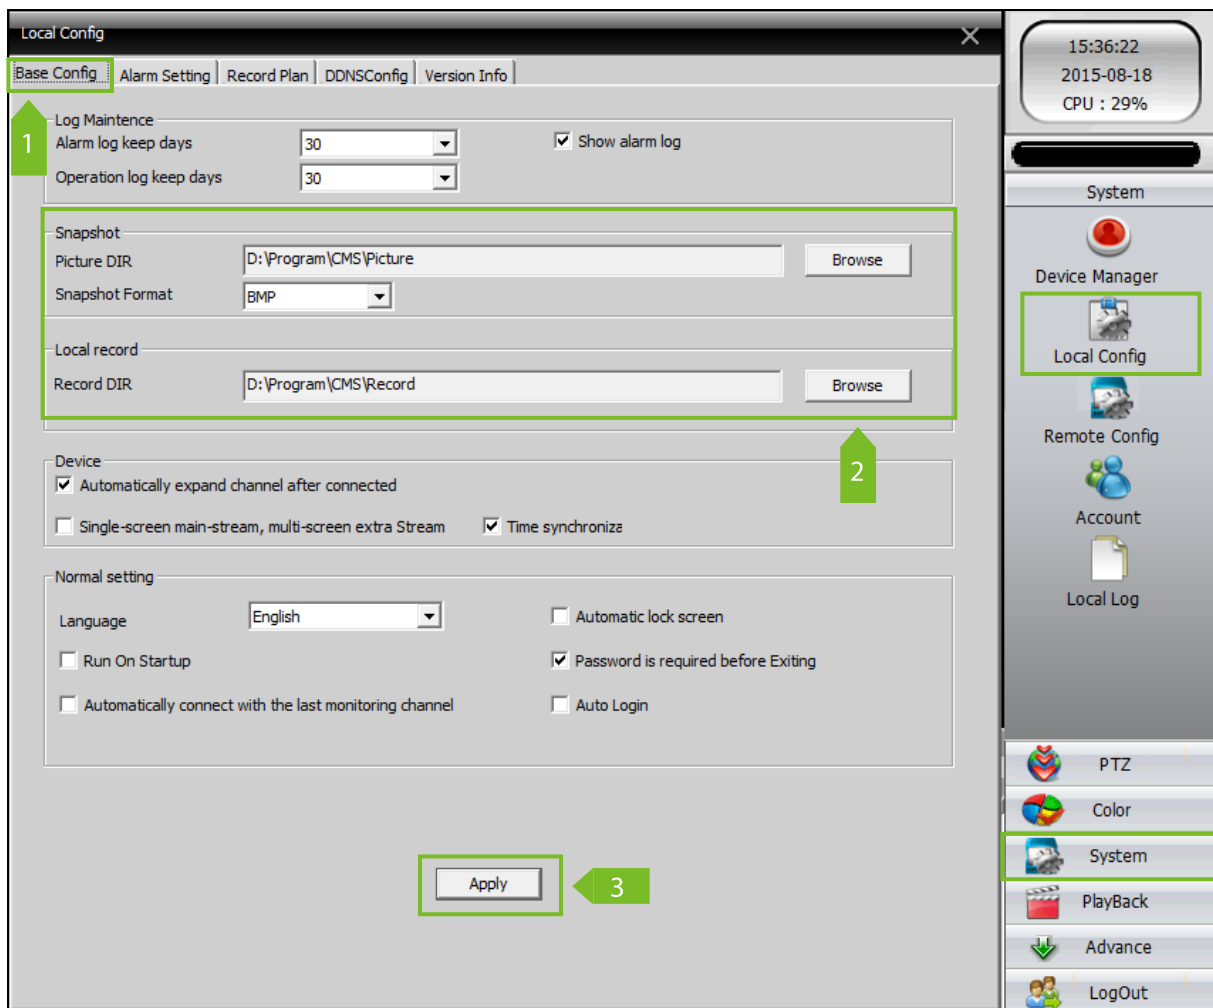 Local Config
Base Config Alarm Setting Record Plan DDNSConfig Version Info
1
Log Maintence
Alarm log keep days 30 Show alarm log
Operation log keep days 30
Snapshot
Picture DIR D:\Program\CMS\Picture Browse
Snapshot Format BMP
Local record
Record DIR D:\Program\CMS\Record Browse
2
Device
Automatically expand channel after connected
Single-screen main-stream, multi-screen extra Stream Time synchroniza
Normal setting
Language English Automatic lock screen
Run On Startup Password is required before Exiting
Automatically connect with the last monitoring channel Auto Login
Apply 3
15:36:22
2015-08-18
CPU : 29%
System
Device Manager
Local Config
Remote Config
Account
Local Log
PTZ
Color
System
PlayBack
Advance
LogOut